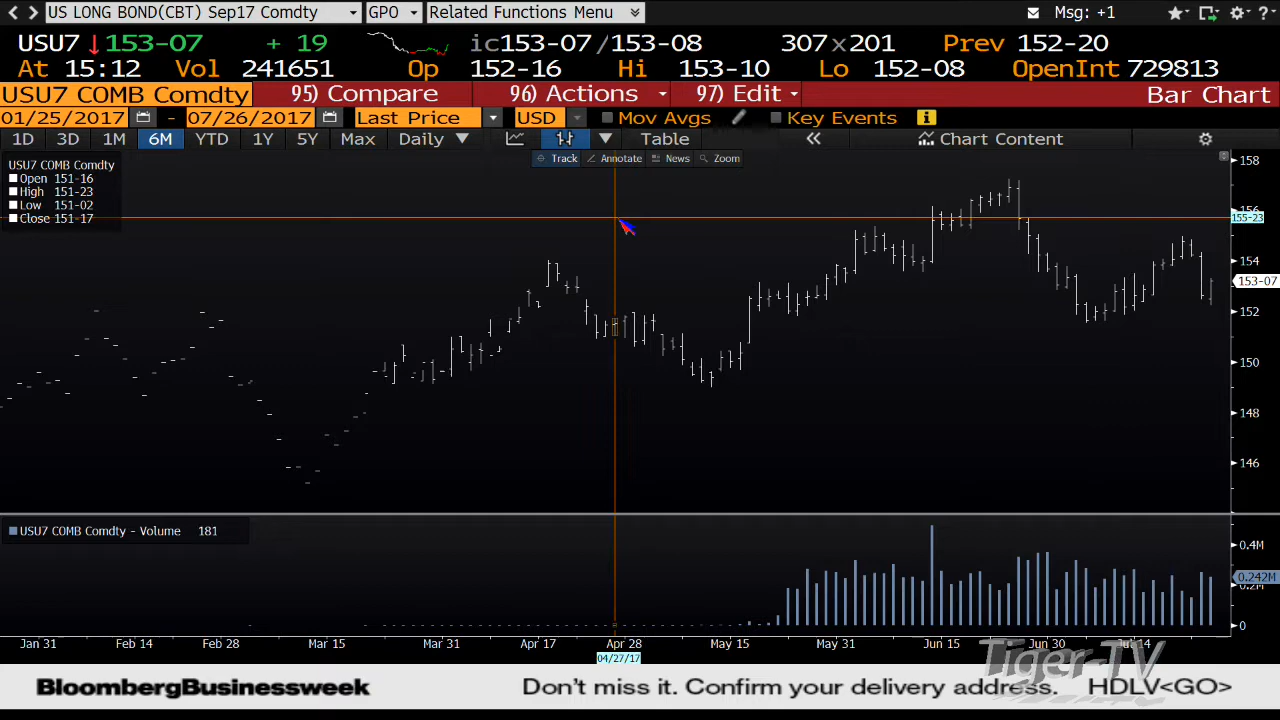 US LONG BOND(CBT) Sep17 Comdty GPO Related Functions Menu Msg: +1
USU7 153-07 + 19 ic153-07/153-08 307x201 Prev 152-20
At 15:12 Vol 241651 Op 152-16 Hi 153-10 Lo 152-08 OpenInt 729813
USU7 COMB Comdty 95) Compare 96) Actions 97) Edit Bar Chart
01/25/2017 - 07/26/2017 Last Price USD Mov Avgs Key Events
1D 3D 1M 6M YTD 1Y 5Y Max Daily Table Chart Content
Track Annotate News Zoom
USU7 COMB Comdty
Open 151-16
High 151-23
Low 151-02
Close 151-17
158
156
155-23
154
153-07
152
150
148
146
USU7 COMB Comdty - Volume 181
0.4M
0.242M
0.2M
0
Jan 31 Feb 14 Feb 28 Mar 15 Mar 31 Apr 17 Apr 28 May 15 May 31 Jun 15 Jun 30 Jul 14
04/27/17
Tiger-TV
BloombergBusinessweek Don't miss it. Confirm your delivery address. HDLV<GO>